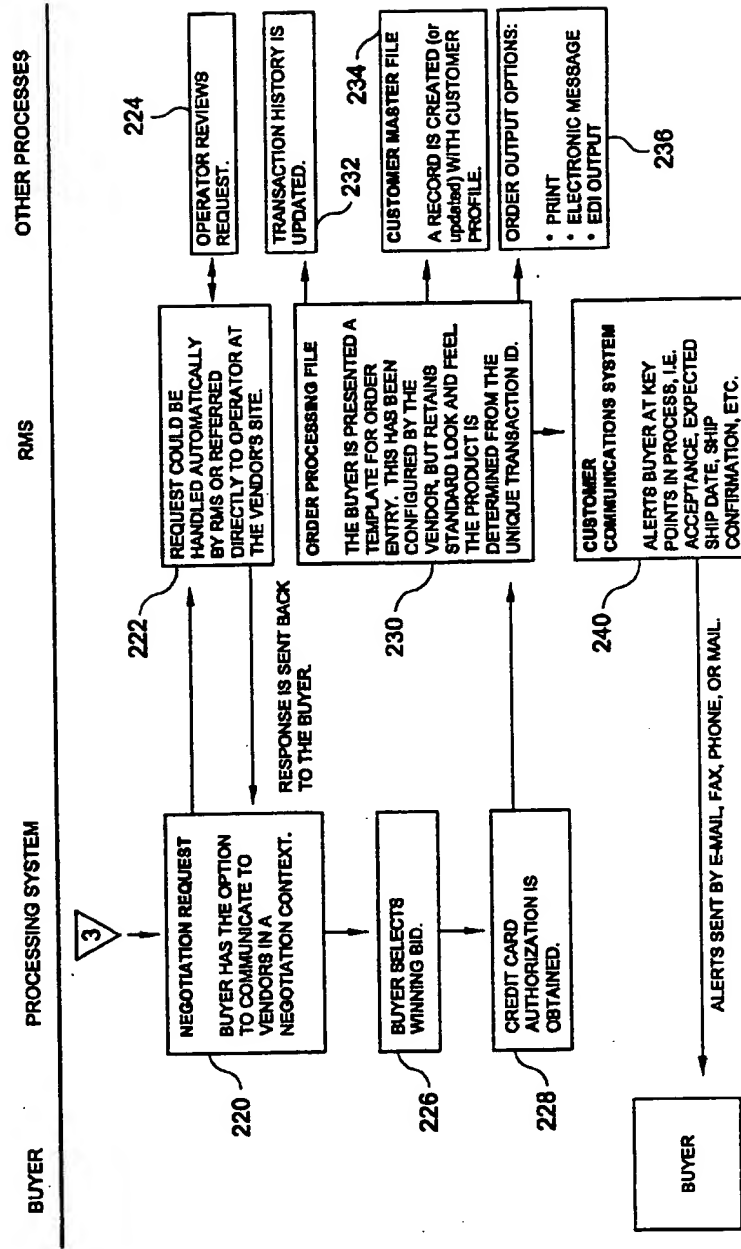 BUYER
PROCESSING SYSTEM
RMS
OTHER PROCESSES
3
NEGOTIATION REQUEST
BUYER HAS THE OPTION
TO COMMUNICATE TO
VENDORS IN A
NEGOTIATION CONTEXT.
220
REQUEST COULD BE
HANDLED AUTOMATICALLY
BY RMS OR REFERRED
DIRECTLY TO OPERATOR AT
THE VENDOR'S SITE.
222
OPERATOR REVIEWS
REQUEST.
224
RESPONSE IS SENT BACK
TO THE BUYER.
BUYER SELECTS
WINNING BID.
226
CREDIT CARD
AUTHORIZATION IS
OBTAINED.
228
ORDER PROCESSING FILE
THE BUYER IS PRESENTED A
TEMPLATE FOR ORDER
ENTRY. THIS HAS BEEN
CONFIGURED BY THE
VENDOR, BUT RETAINS
STANDARD LOOK AND FEEL.
THE PRODUCT IS
DETERMINED FROM THE
UNIQUE TRANSACTION ID.
230
TRANSACTION HISTORY IS
UPDATED.
232
CUSTOMER MASTER FILE
A RECORD IS CREATED (or
updated) WITH CUSTOMER
PROFILE.
234
ORDER OUTPUT OPTIONS:
• PRINT
• ELECTRONIC MESSAGE
• EDI OUTPUT
236
CUSTOMER
COMMUNICATIONS SYSTEM
ALERTS BUYER AT KEY
POINTS IN PROCESS, I.E.
ACCEPTANCE, EXPECTED
SHIP DATE, SHIP
CONFIRMATION, ETC.
240
ALERTS SENT BY E-MAIL, FAX, PHONE, OR MAIL.
BUYER